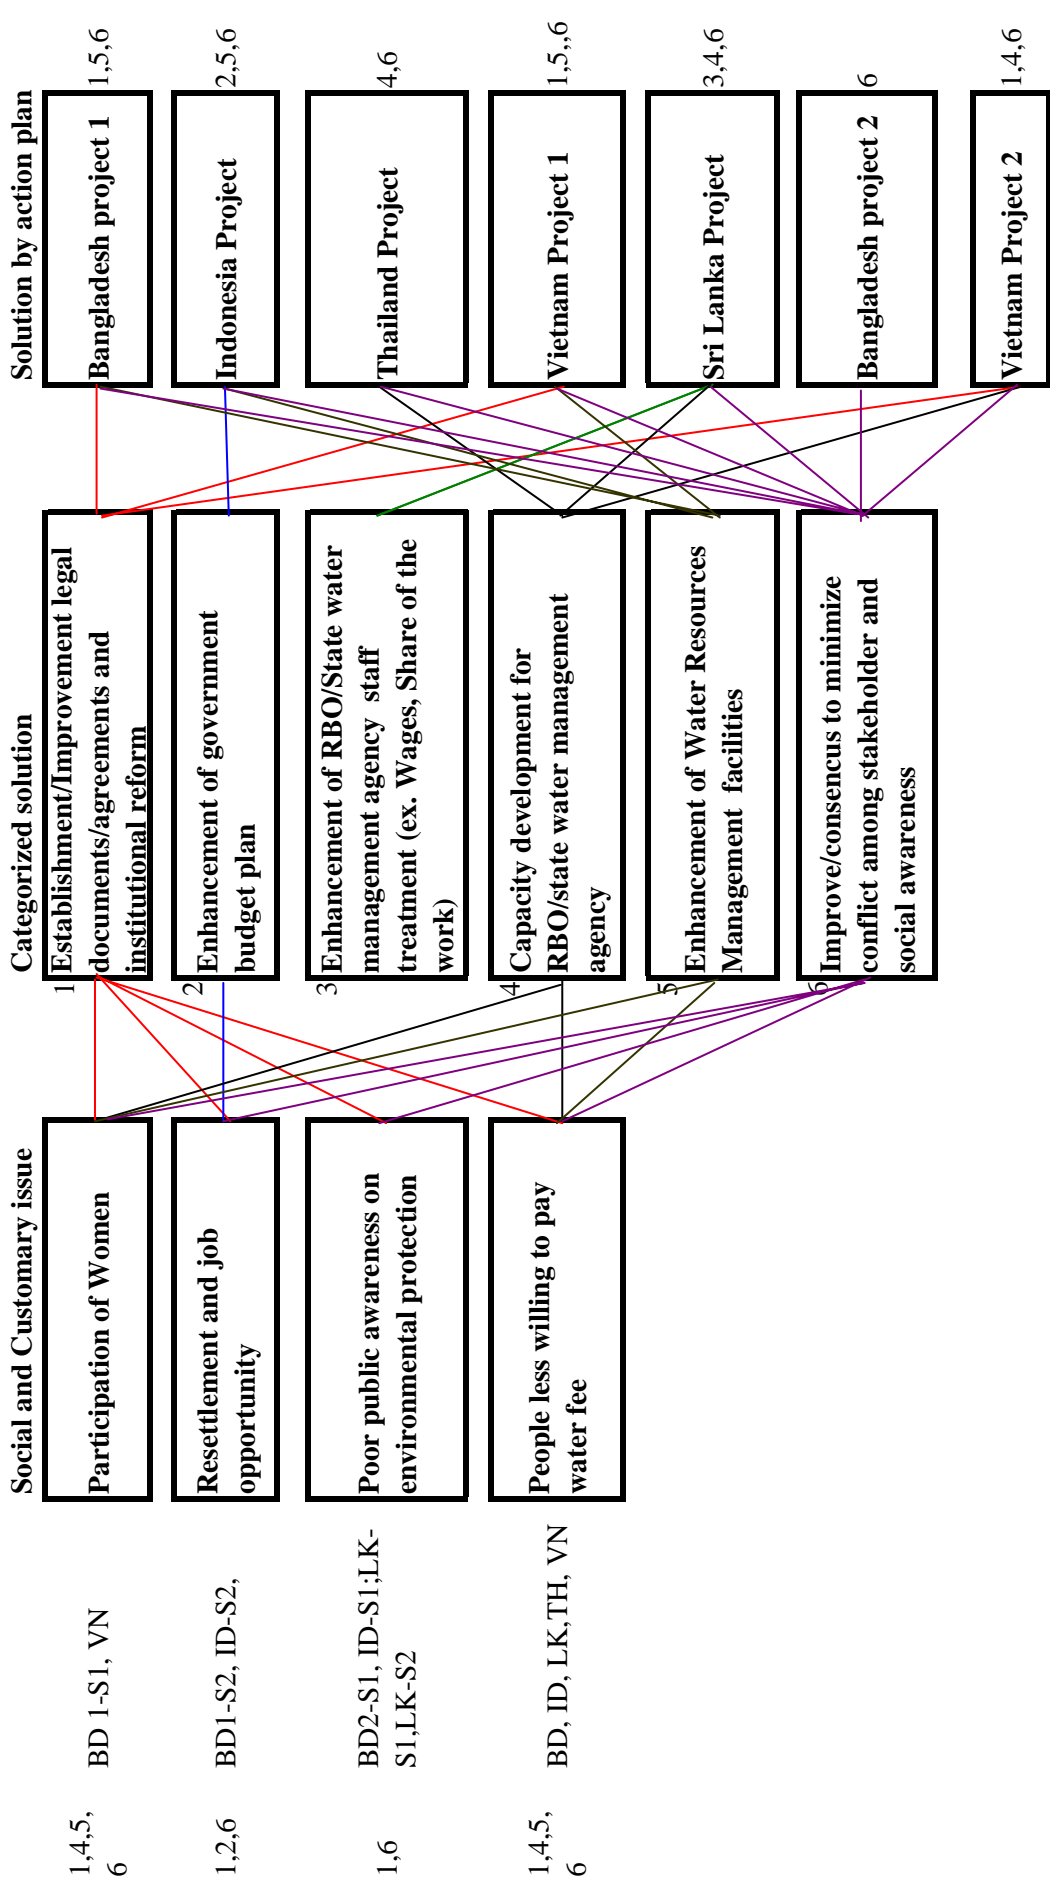 Social and Customary issue
Categorized solution
Solution by action plan
1,4,5,
6
BD 1-S1, VN
Participation of Women
1
Establishment/Improvement legal
documents/agreements and
institutional reform
Bangladesh project 1
1,5,6
1,2,6
BD1-S2, ID-S2,
Resettlement and job
opportunity
2
Enhancement of government
budget plan
Indonesia Project
2,5,6
1,6
BD2-S1, ID-S1;LK-
S1,LK-S2
Poor public awareness on
environmental protection
3
Enhancement of RBO/State water
management agency staff
treatment (ex. Wages, Share of the
work)
Thailand Project
4,6
1,4,5,
6
BD, ID, LK,TH, VN
People less willing to pay
water fee
4
Capacity development for
RBO/state water management
agency
Vietnam Project 1
1,5,,6
5
Enhancement of Water Resources
Management facilities
Sri Lanka Project
3,4,6
6
Improve/consencus to minimize
conflict among stakeholder and
social awareness
Bangladesh project 2
6
Vietnam Project 2
1,4,6